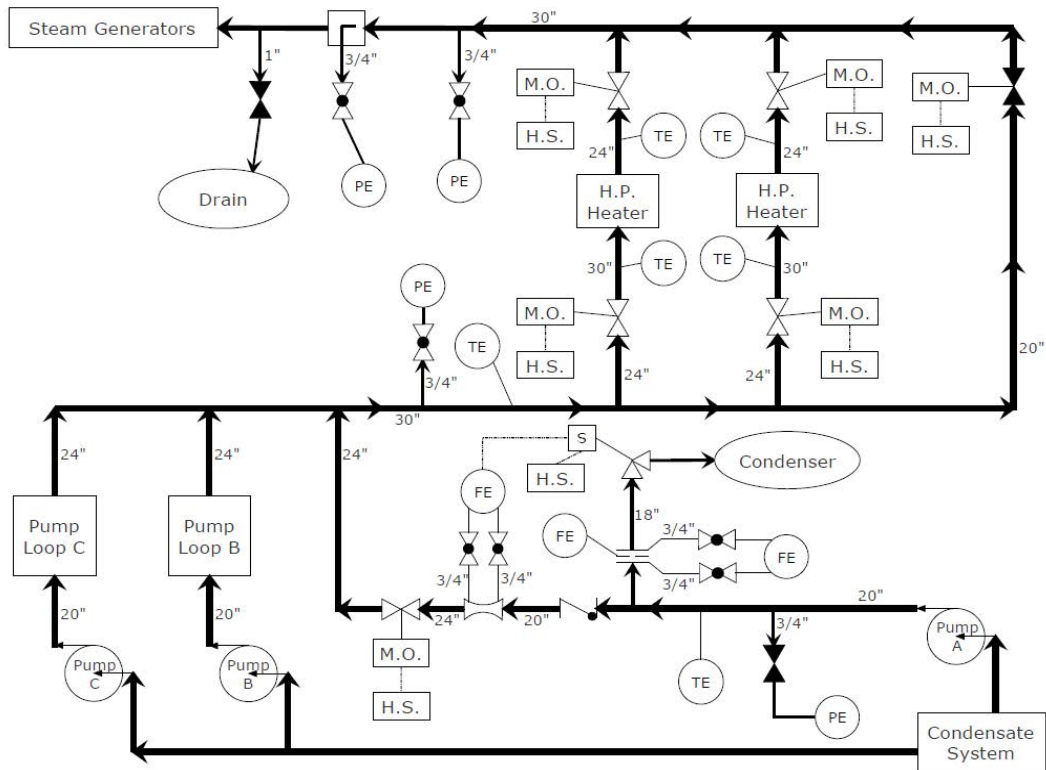 Steam Generators
30"
1"
3/4"
3/4"
M.O.
H.S.
M.O.
H.S.
M.O.
H.S.
TE
TE
24"
24"
Drain
PE
PE
H.P.
Heater
H.P.
Heater
TE
TE
30"
30"
PE
M.O.
H.S.
M.O.
H.S.
TE
3/4"
24"
24"
20"
30"
24"
24"
24"
S
H.S.
Condenser
FE
18"
Pump
Loop C
Pump
Loop B
FE
3/4"
FE
3/4"
3/4"
3/4"
20"
20"
24"
20"
20"
3/4"
Pump
A
Pump
C
Pump
B
M.O.
H.S.
TE
PE
Condensate
System